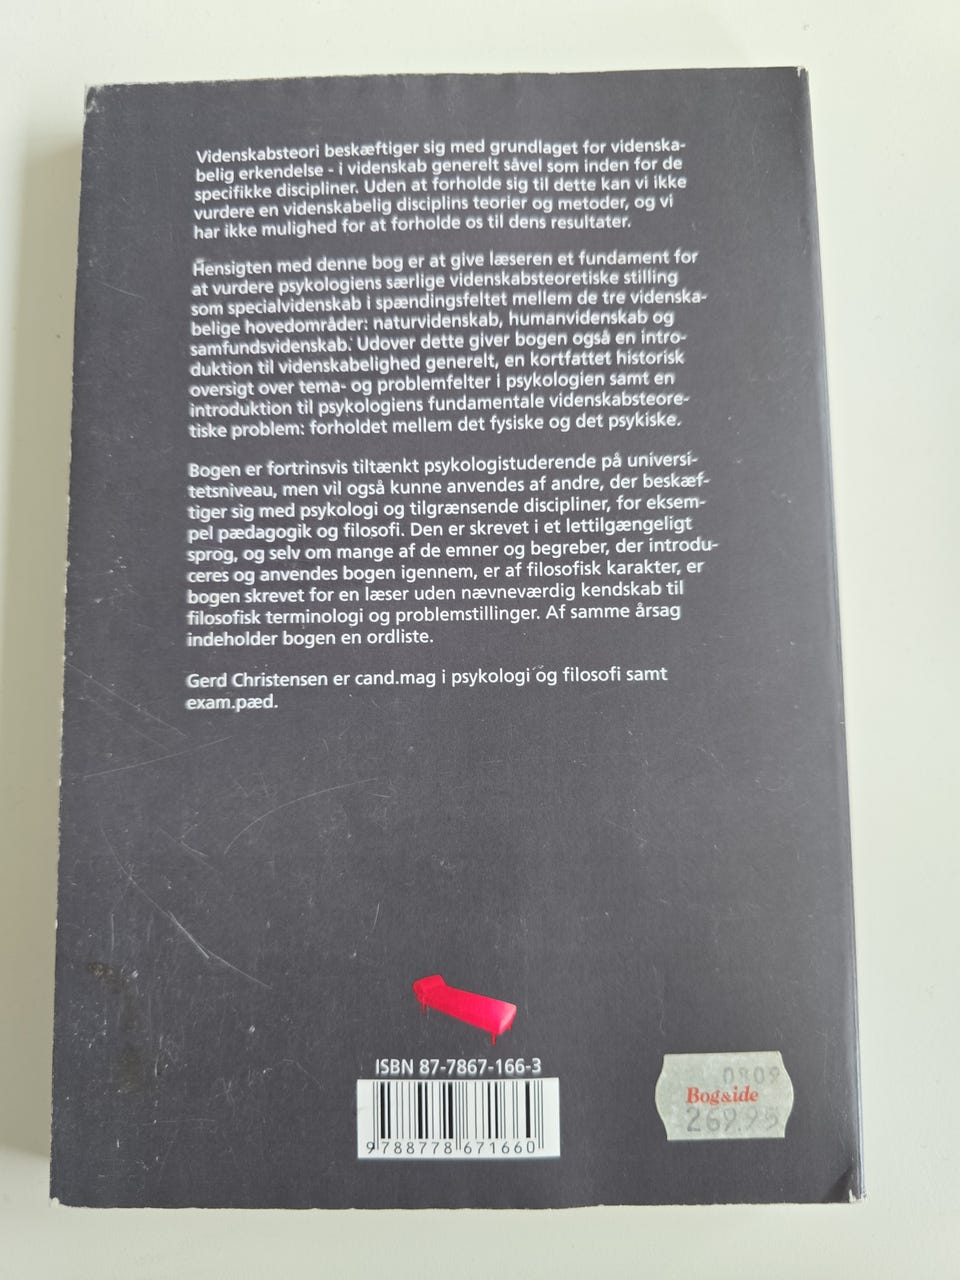 Videnskabsteori beskæftiger sig med grundlaget for videnska-
belig erkendelse - i videnskab generelt såvel som inden for de
specifikke discipliner. Uden at forholde sig til dette kan vi ikke
vurdere en videnskabelig disciplins teorier og metoder, og vi
har ikke mulighed for at forholde os til dens resultater.
Hensigten med denne bog er at give læseren et fundament for
at vurdere psykologiens særlige videnskabsteoretiske stilling
som specialvidenskab i spændingsfeltet mellem de tre videnska-
belige hovedområder: naturvidenskab, humanvidenskab og
samfundsvidenskab. Udover dette giver bogen også en intro-
duktion til videnskabelighed generelt, en kortfattet historisk
oversigt over tema- og problemfelter i psykologien samt en
introduktion til psykologiens fundamentale videnskabsteore-
tiske problem: forholdet mellem det fysiske og det psykiske.
Bogen er fortrinsvis tiltænkt psykologistuderende på universi-
tetsniveau, men vil også kunne anvendes af andre, der beskæf-
tiger sig med psykologi og tilgrænsende discipliner, for eksem-
pel pædagogik og filosofi. Den er skrevet i et lettilgængeligt
sprog, og selv om mange af de emner og begreber, der introdu-
ceres og anvendes bogen igennem, er af filosofisk karakter, er
bogen skrevet for en læser uden nævneværdig kendskab til
filosofisk terminologi og problemstillinger. Af samme årsag
indeholder bogen en ordliste.
Gerd Christensen er cand.mag i psykologi og filosofi samt
exam.pæd.
ISBN 87-7867-166-3
9 788778 671660
0809
Bog&ide
269.95